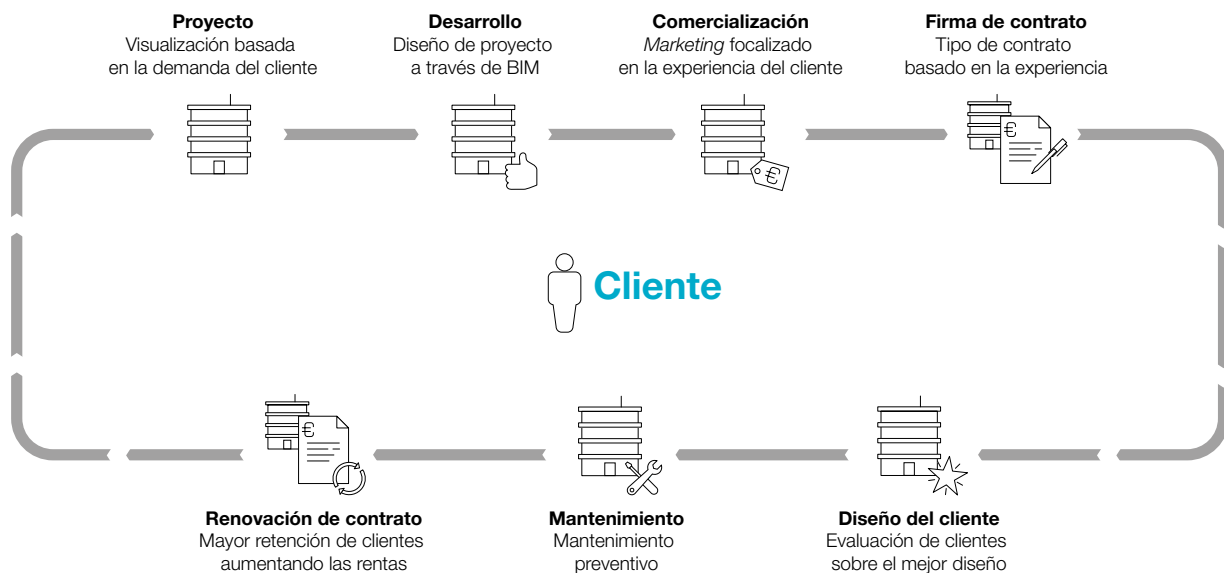 Proyecto
Visualización basada
en la demanda del cliente
Desarrollo
Diseño de proyecto
a través de BIM
Comercialización
Marketing focalizado
en la experiencia del cliente
Firma de contrato
Tipo de contrato
basado en la experiencia
€
€
Cliente
€
Renovación de contrato
Mayor retención de clientes
aumentando las rentas
Mantenimiento
Mantenimiento
preventivo
Diseño del cliente
Evaluación de clientes
sobre el mejor diseño